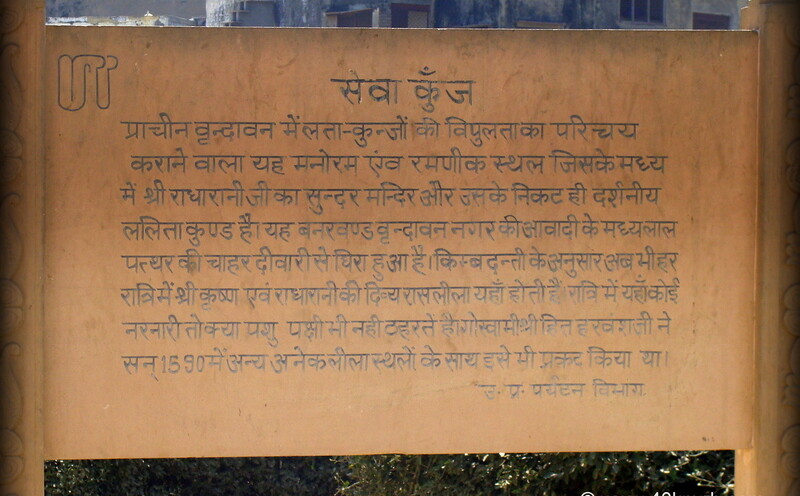 सेवा कुँज
प्राचीन वृन्दावन में लता-कुन्जों की विपुलता का परिचय
कराने वाला यह मनोरम एंव रमणीक स्थल जिसके मध्य
में श्री राधारानी जी का सुन्दर मन्दिर और उसके निकट ही दर्शनीय
ललिता कुण्ड है। यह बनखण्ड वृन्दावन नगर की आवादी के मध्य लाल
पत्थर की चाहर दीवारी से घिरा हुआ है। किम्बदन्ती के अनुसार अब भी हर
रात्रि में श्री कृष्ण एवं राधारानी की दिव्य रासलीला यहाँ होती हैं रात्रि में यहाँ कोई
नरनारी तो क्या पशु पक्षी भी नही ठहरते है। गोस्वामी श्री हित हरवंशजी ने
सन् 1590 में अन्य अनेक लीला स्थलों के साथ इसे भी प्रकट किया था।
उ. प्र. पर्यटन विभाग